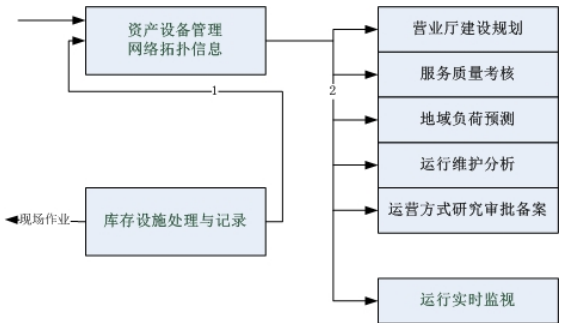 资产设备管理
网络拓扑信息
营业厅建设规划
服务质量考核
1
2
地域负荷预测
运行维护分析
现场作业
库存设施处理与记录
运营方式研究审批备案
运行实时监视